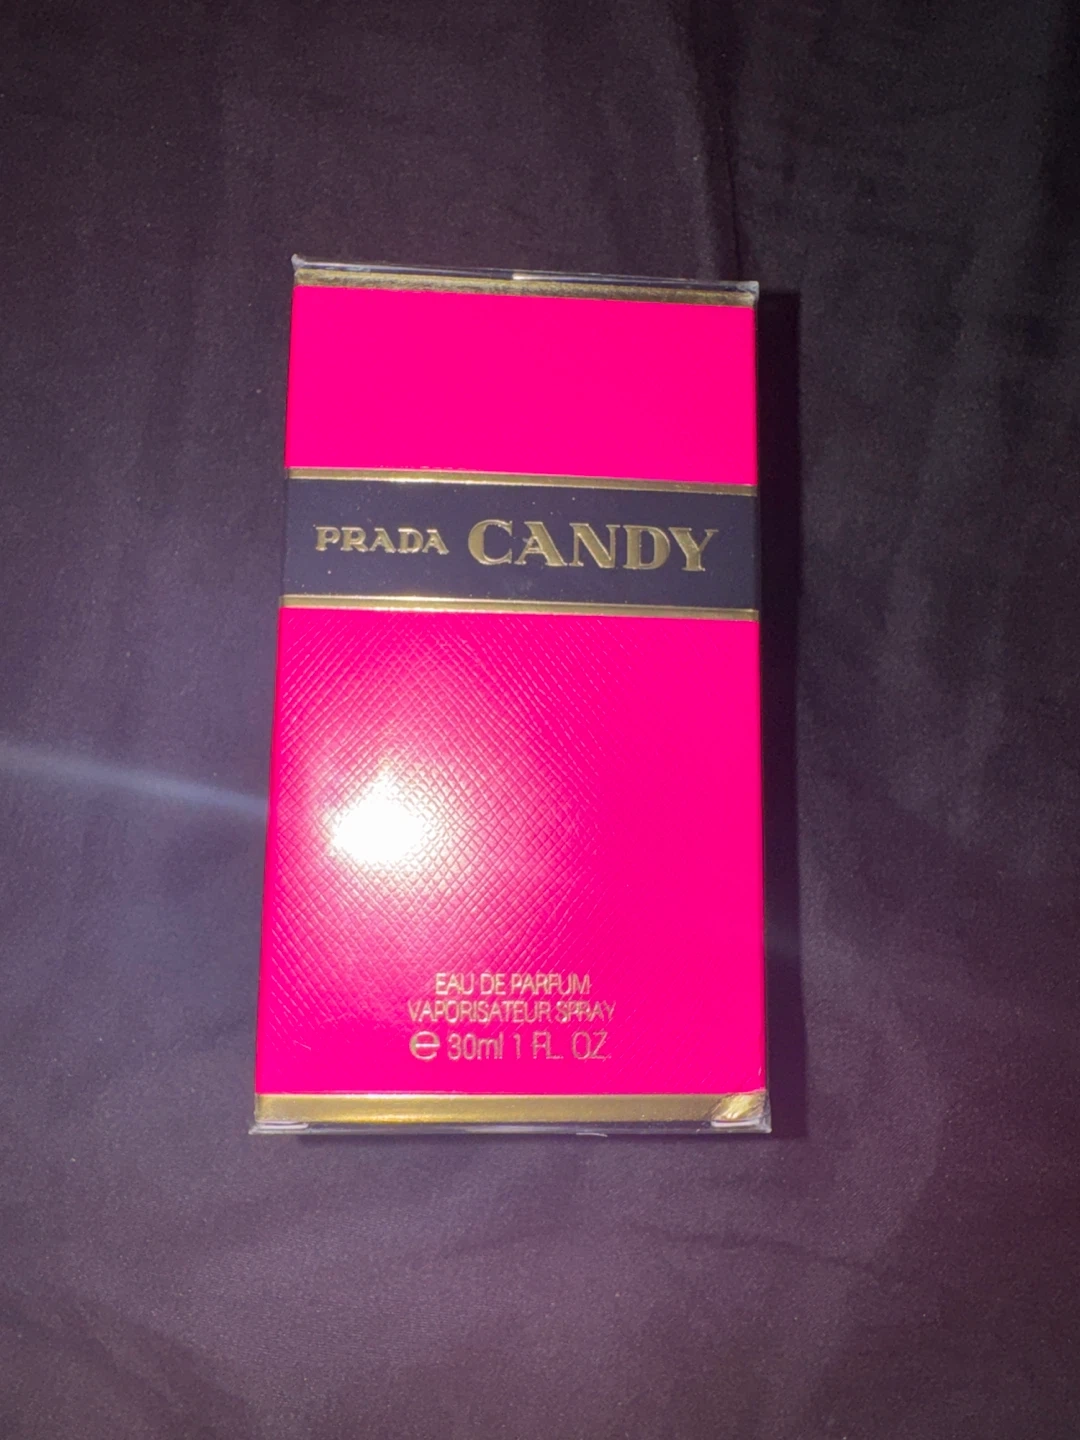 PRADA CANDY
EAU DE PARFUM
VAPORISATEUR SPRAY
℮ 30ml 1 FL. OZ.